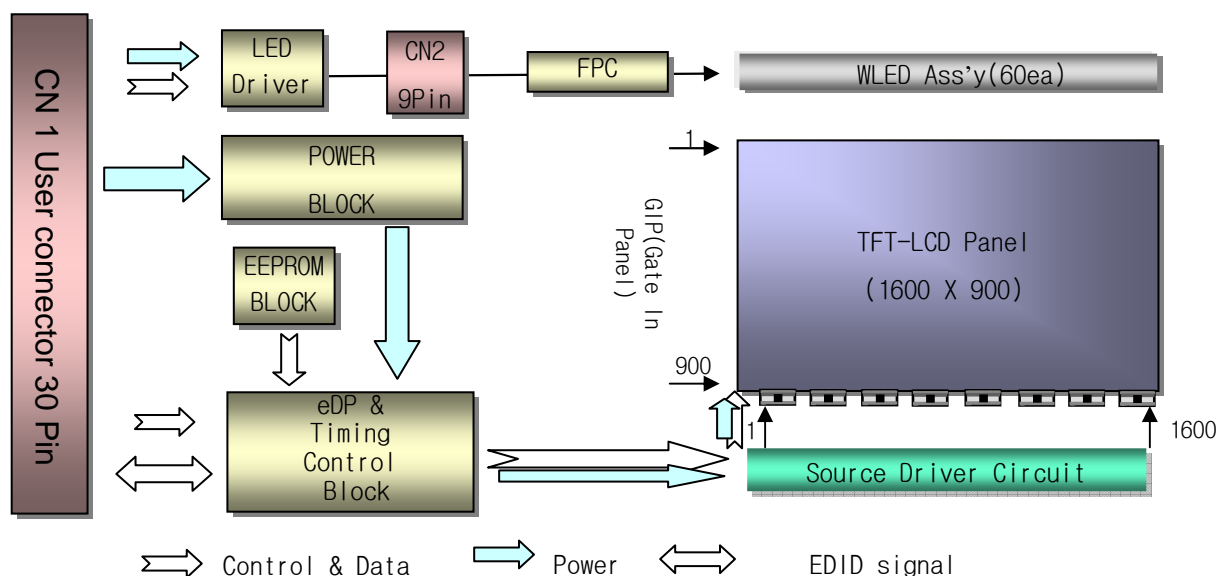 CN 1 User connector 30 Pin
LED
Driver
CN2
9Pin
FPC
WLED Ass'y(60ea)
POWER
BLOCK
EEPROM
BLOCK
eDP &
Timing
Control
Block
1
GIP(Gate In
Panel)
900
TFT-LCD Panel
(1600 X 900)
1
1600
Source Driver Circuit
Control & Data
Power
EDID signal